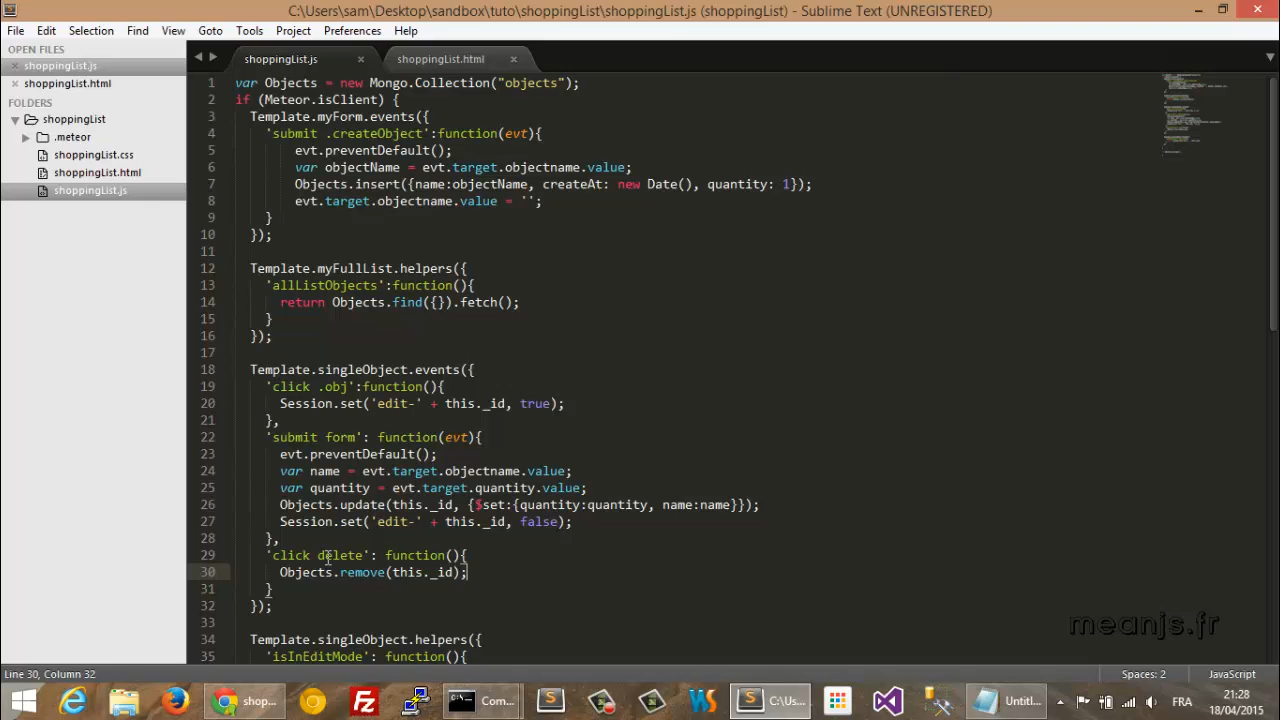 C:\Users\sam\Desktop\sandbox\tuto\shoppingList\shoppingList.js (shoppingList) - Sublime Text (UNREGISTERED)
File Edit Selection Find View Goto Tools Project Preferences Help
OPEN FILES
shoppingList.js
shoppingList.html
FOLDERS
shoppingList
.meteor
shoppingList.css
shoppingList.html
shoppingList.js
shoppingList.js shoppingList.html
1 var Objects = new Mongo.Collection("objects");
2 if (Meteor.isClient) {
3 Template.myForm.events({
4 'submit .createObject':function(evt){
5 evt.preventDefault();
6 var objectName = evt.target.objectname.value;
7 Objects.insert({name:objectName, createAt: new Date(), quantity: 1});
8 evt.target.objectname.value = '';
9 }
10 });
11
12 Template.myFullList.helpers({
13 'allListObjects':function(){
14 return Objects.find({}).fetch();
15 }
16 });
17
18 Template.singleObject.events({
19 'click .obj':function(){
20 Session.set('edit-' + this._id, true);
21 },
22 'submit form': function(evt){
23 evt.preventDefault();
24 var name = evt.target.objectname.value;
25 var quantity = evt.target.quantity.value;
26 Objects.update(this._id, {$set:{quantity:quantity, name:name}});
27 Session.set('edit-' + this._id, false);
28 },
29 'click delete': function(){
30 Objects.remove(this._id);
31 }
32 });
33
34 Template.singleObject.helpers({
35 'isInEditMode': function(){
meanjs.fr
Line 30, Column 32 Spaces: 2 JavaScript
shop... Com... C:\Us... Untitl... FRA 21:28
18/04/2015